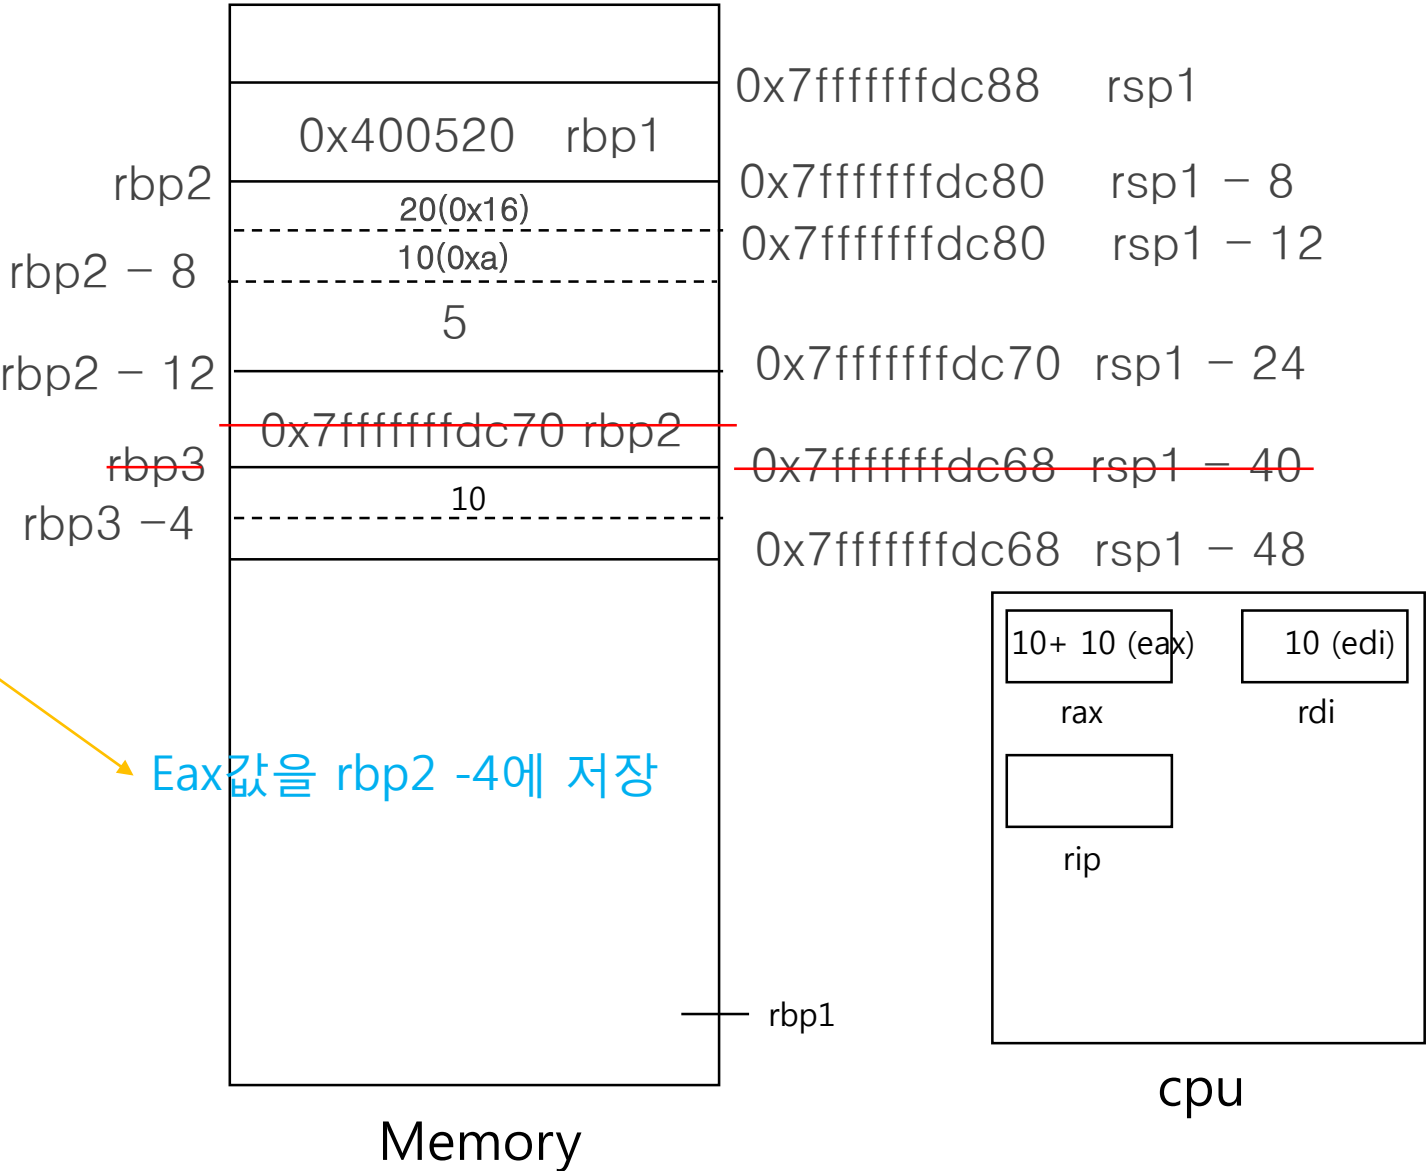 0x7fffffffdc88 rsp1
0x400520 rbp1
rbp2
0x7fffffffdc80 rsp1 - 8
20(0x16)
0x7fffffffdc80 rsp1 - 12
10(0xa)
rbp2 - 8
5
rbp2 - 12
0x7fffffffdc70 rsp1 - 24
0x7fffffffdc70 rbp2
rbp3
0x7fffffffdc68 rsp1 - 40
10
rbp3 -4
0x7fffffffdc68 rsp1 - 48
10+ 10 (eax)
10 (edi)
rax
rdi
Eax값을 rbp2 -4에 저장
rip
rbp1
cpu
Memory